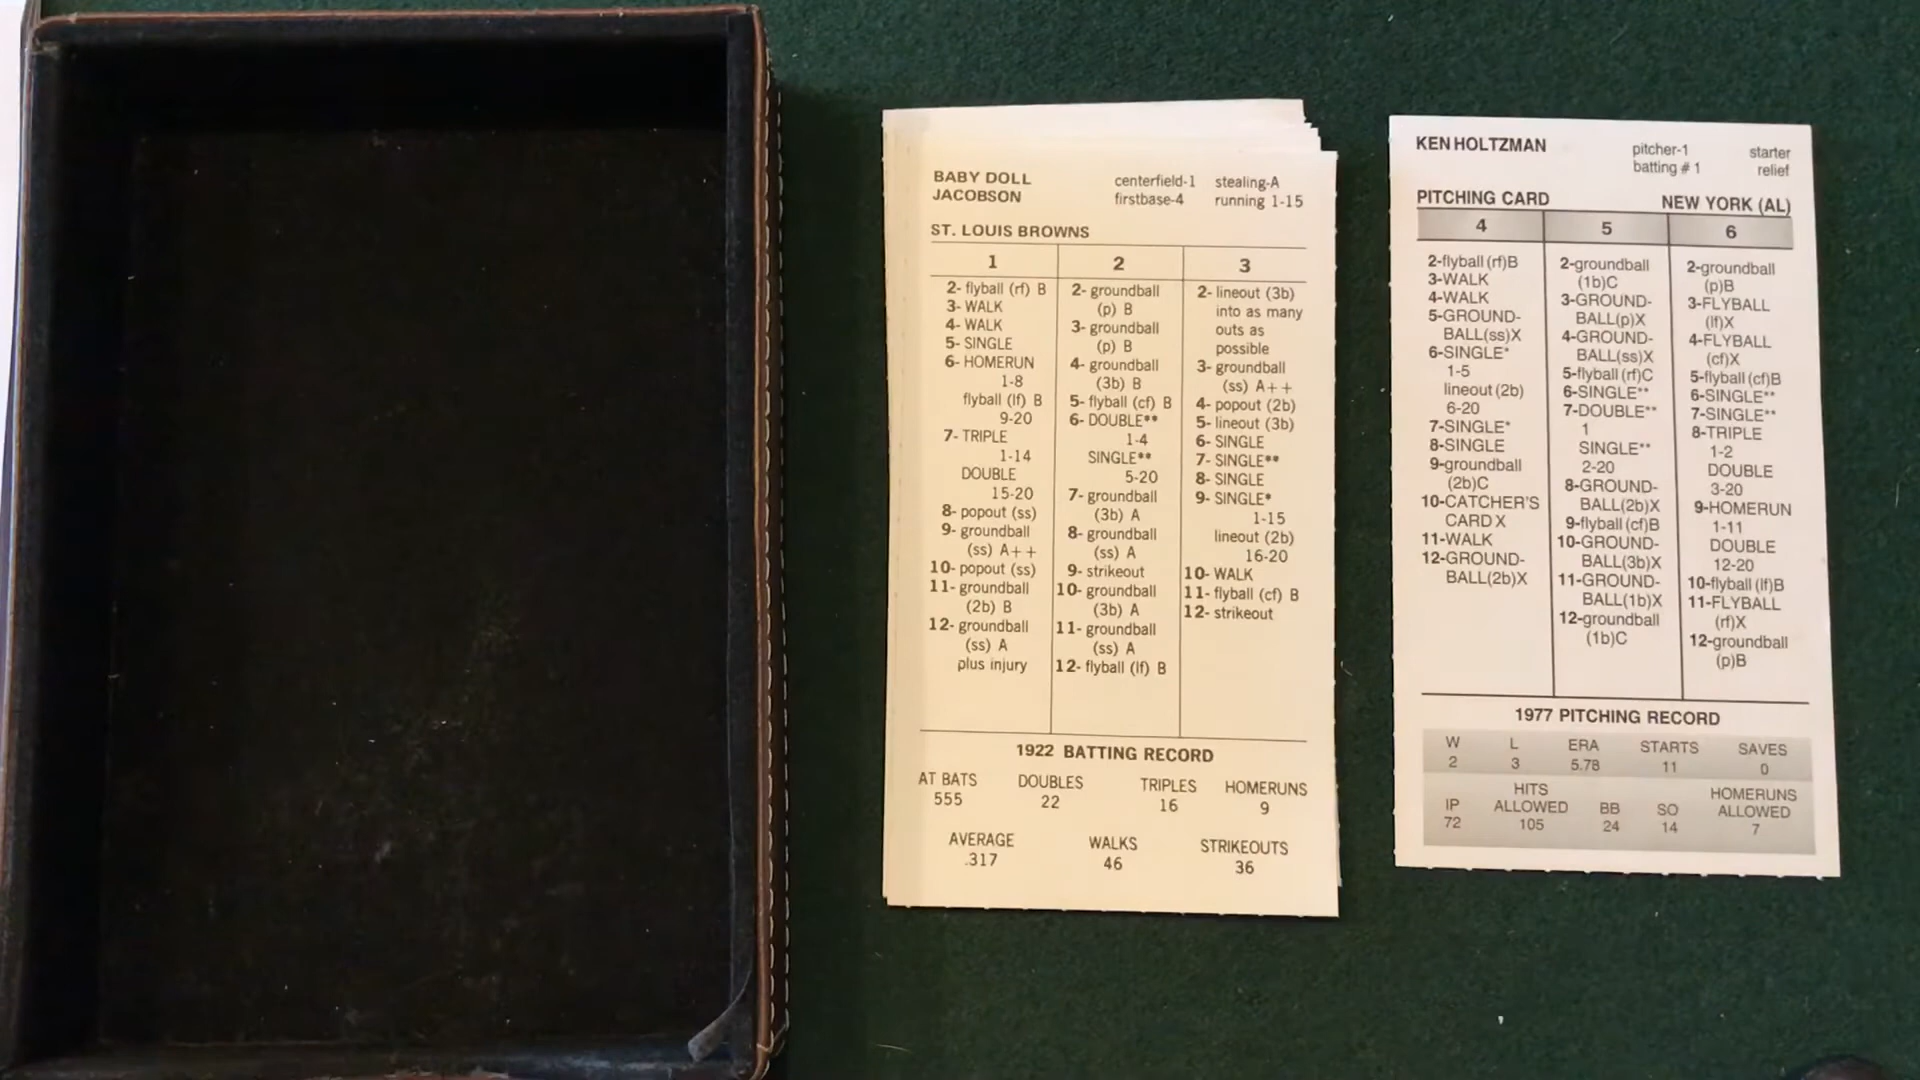 BABY DOLL
JACOBSON
centerfield-1 stealing-A
firstbase-4 running 1-15
ST. LOUIS BROWNS
1 2 3
2- flyball (rf) B
3- WALK
4- WALK
5- SINGLE
6- HOMERUN
1-8
flyball (lf) B
9-20
7- TRIPLE
1-14
DOUBLE
15-20
8- popout (ss)
9- groundball
(ss) A++
10- popout (ss)
11- groundball
(2b) B
12- groundball
(ss) A
plus injury
2- groundball
(p) B
3- groundball
(p) B
4- groundball
(3b) B
5- flyball (cf) B
6- DOUBLE**
1-4
SINGLE**
5-20
7- groundball
(3b) A
8- groundball
(ss) A
9- strikeout
10- groundball
(3b) A
11- groundball
(ss) A
12- flyball (lf) B
2- lineout (3b)
into as many
outs as
possible
3- groundball
(ss) A++
4- popout (2b)
5- lineout (3b)
6- SINGLE
7- SINGLE**
8- SINGLE
9- SINGLE*
1-15
lineout (2b)
16-20
10- WALK
11- flyball (cf) B
12- strikeout
1922 BATTING RECORD
AT BATS DOUBLES TRIPLES HOMERUNS
555 22 16 9
AVERAGE WALKS STRIKEOUTS
.317 46 36
KEN HOLTZMAN
pitcher-1 starter
batting # 1 relief
PITCHING CARD NEW YORK (AL)
4 5 6
2-flyball (rf)B
3-WALK
4-WALK
5-GROUND-
BALL(ss)X
6-SINGLE*
1-5
lineout (2b)
6-20
7-SINGLE*
8-SINGLE
9-groundball
(2b)C
10-CATCHER'S
CARD X
11-WALK
12-GROUND-
BALL(2b)X
2-groundball
(1b)C
3-GROUND-
BALL(p)X
4-GROUND-
BALL(ss)X
5-flyball (rf)C
6-SINGLE**
7-DOUBLE**
1
SINGLE**
2-20
8-GROUND-
BALL(2b)X
9-flyball (cf)B
10-GROUND-
BALL(3b)X
11-GROUND-
BALL(1b)X
12-groundball
(1b)C
2-groundball
(p)B
3-FLYBALL
(lf)X
4-FLYBALL
(cf)X
5-flyball (cf)B
6-SINGLE**
7-SINGLE**
8-TRIPLE
1-2
DOUBLE
3-20
9-HOMERUN
1-11
DOUBLE
12-20
10-flyball (lf)B
11-FLYBALL
(rf)X
12-groundball
(p)B
1977 PITCHING RECORD
W L ERA STARTS SAVES
2 3 5.78 11 0
IP HITS ALLOWED BB SO HOMERUNS ALLOWED
72 105 24 14 7